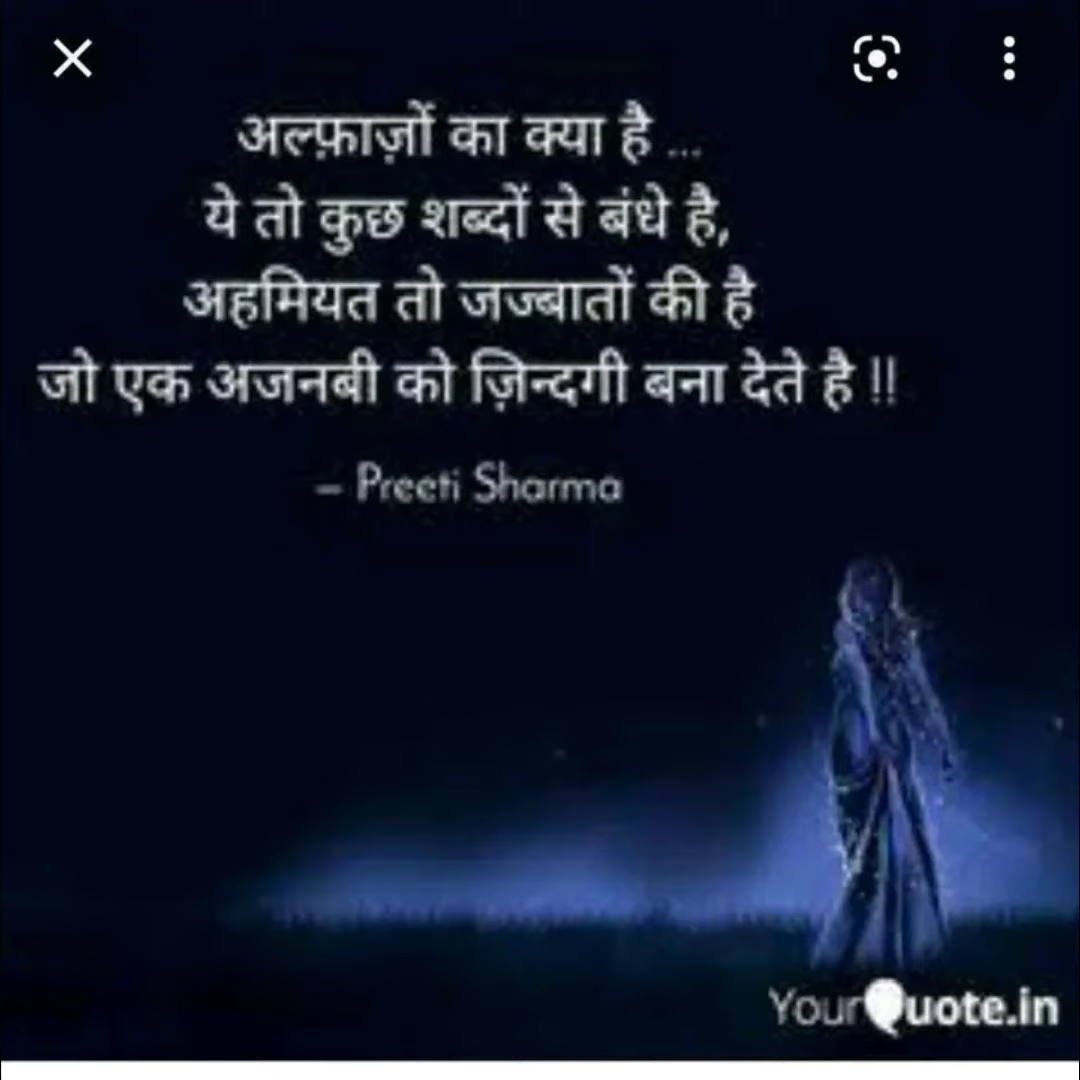 अल्फ़ाज़ों का क्या है ...
ये तो कुछ शब्दों से बंधे है,
अहमियत तो जज्बातों की है
जो एक अजनबी को ज़िन्दगी बना देते है !!
– Preeti Sharma
YourQuote.in